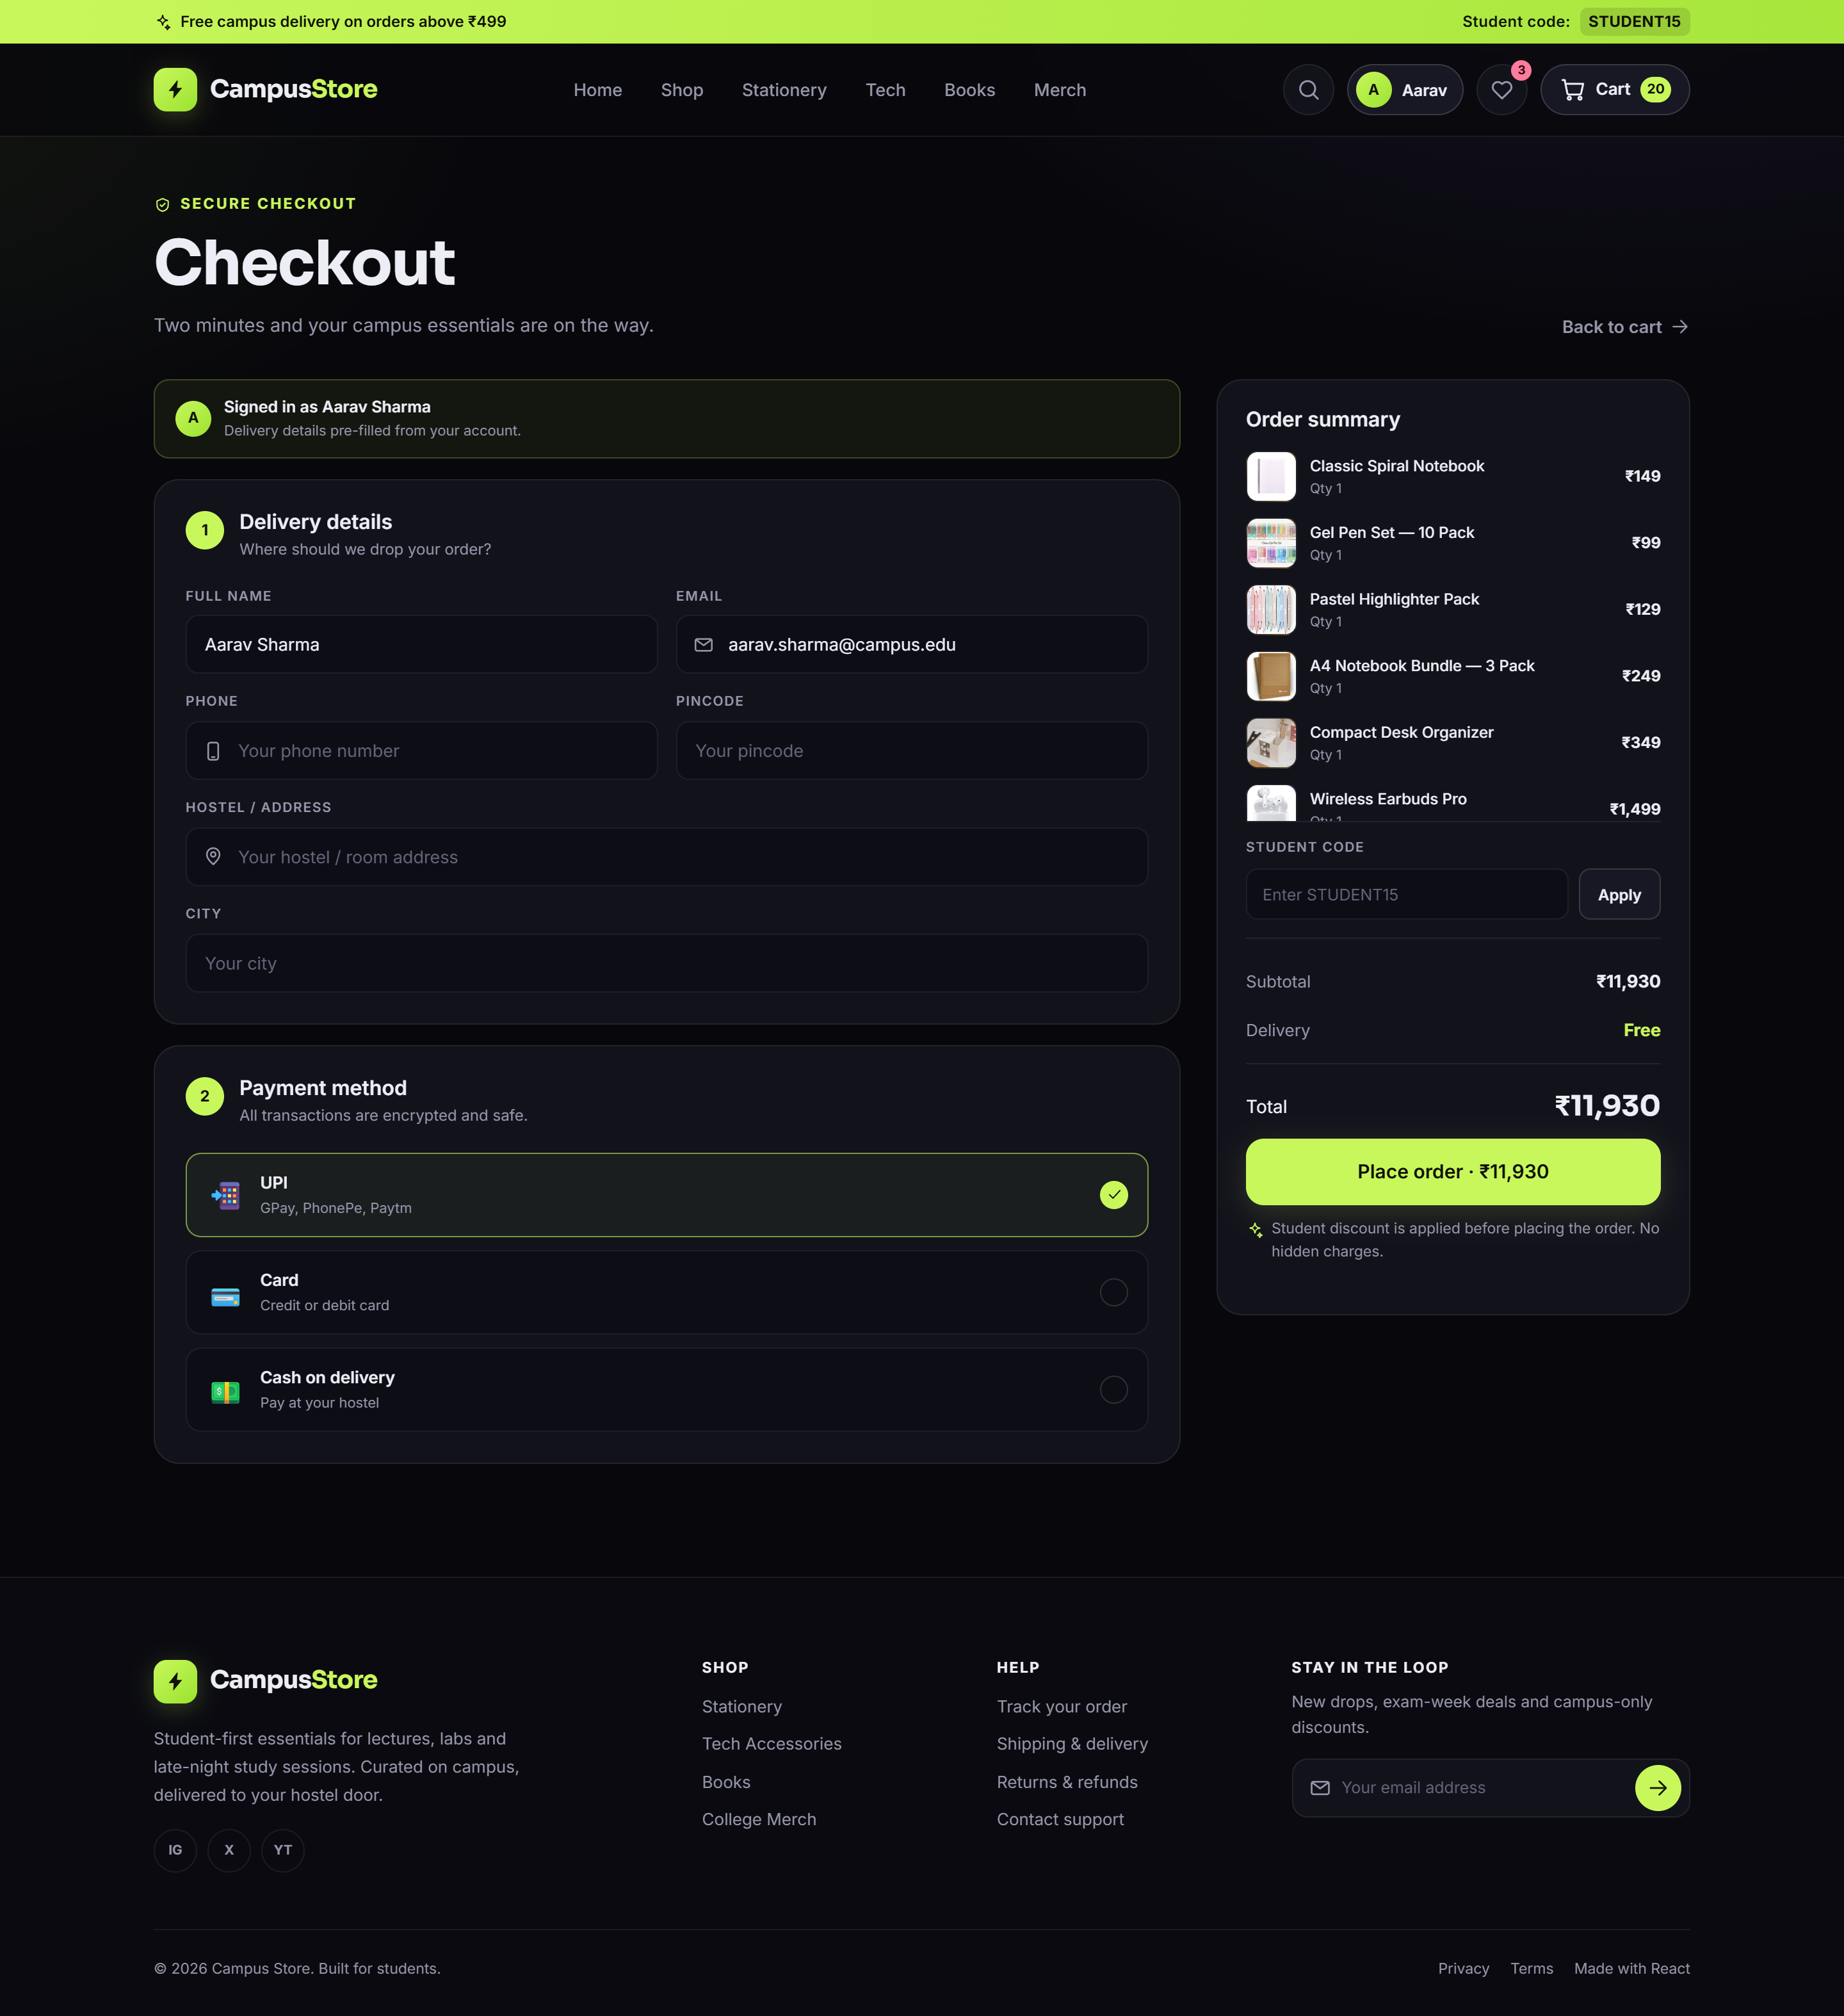 Free campus delivery on orders above ₹499
Student code: STUDENT15
CampusStore
Home
Shop
Stationery
Tech
Books
Merch
A
Aarav
3
Cart
20
SECURE CHECKOUT
Checkout
Two minutes and your campus essentials are on the way.
Back to cart
A
Signed in as Aarav Sharma
Delivery details pre-filled from your account.
1
Delivery details
Where should we drop your order?
FULL NAME
Aarav Sharma
EMAIL
aarav.sharma@campus.edu
PHONE
Your phone number
PINCODE
Your pincode
HOSTEL / ADDRESS
Your hostel / room address
CITY
Your city
2
Payment method
All transactions are encrypted and safe.
UPI
GPay, PhonePe, Paytm
Card
Credit or debit card
Cash on delivery
Pay at your hostel
Order summary
Classic Spiral Notebook
Qty 1
₹149
Gel Pen Set — 10 Pack
Qty 1
₹99
Pastel Highlighter Pack
Qty 1
₹129
A4 Notebook Bundle — 3 Pack
Qty 1
₹249
Compact Desk Organizer
Qty 1
₹349
Wireless Earbuds Pro
Qty 1
₹1,499
STUDENT CODE
Enter STUDENT15
Apply
Subtotal
₹11,930
Delivery
Free
Total
₹11,930
Place order · ₹11,930
Student discount is applied before placing the order. No
hidden charges.
CampusStore
Student-first essentials for lectures, labs and
late-night study sessions. Curated on campus,
delivered to your hostel door.
IG
X
YT
SHOP
Stationery
Tech Accessories
Books
College Merch
HELP
Track your order
Shipping & delivery
Returns & refunds
Contact support
STAY IN THE LOOP
New drops, exam-week deals and campus-only
discounts.
Your email address
© 2026 Campus Store. Built for students.
Privacy
Terms
Made with React